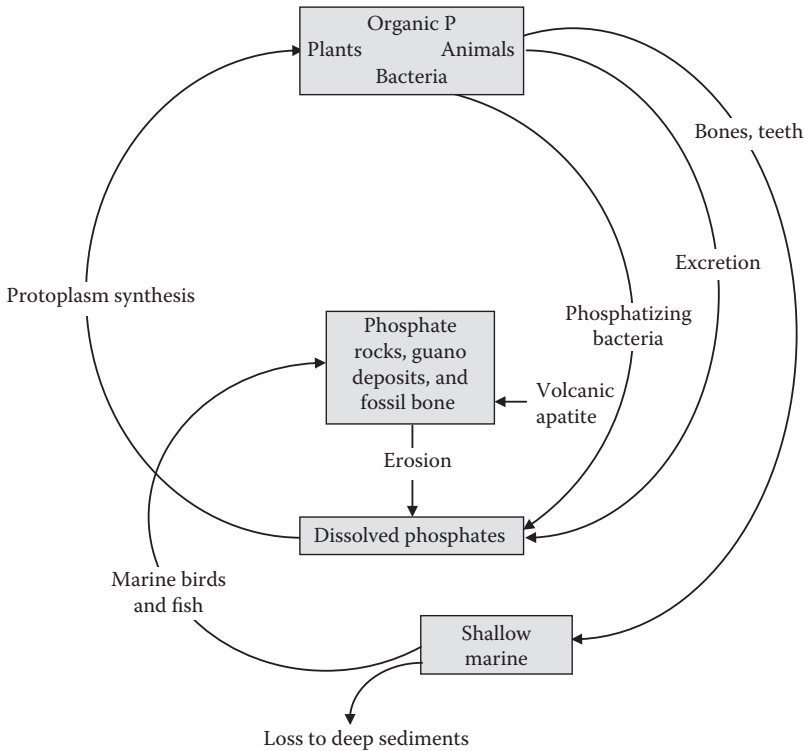 Organic P
Plants Animals
Bacteria
Bones, teeth
Excretion
Protoplasm synthesis
Phosphatizing
bacteria
Phosphate
rocks, guano
deposits, and
fossil bone
Volcanic
apatite
Erosion
Dissolved phosphates
Marine birds
and fish
Shallow
marine
Loss to deep sediments